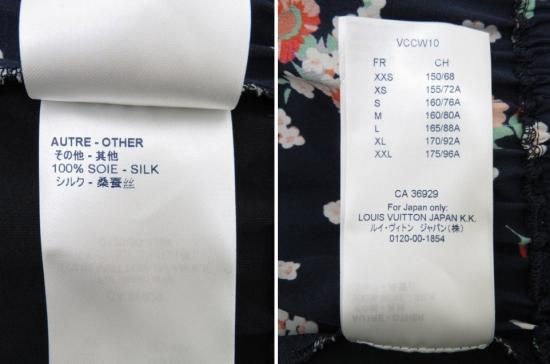 AUTRE - OTHER
その他 - 其他
100% SOIE - SILK
シルク - 桑蚕丝
VCCW10
FR CH
XXS 150/68
XS 155/72A
S 160/76A
M 160/80A
L 165/88A
XL 170/92A
XXL 175/96A
CA 36929
For Japan only:
LOUIS VUITTON JAPAN K.K.
ルイ・ヴィトン ジャパン(株)
0120-00-1854